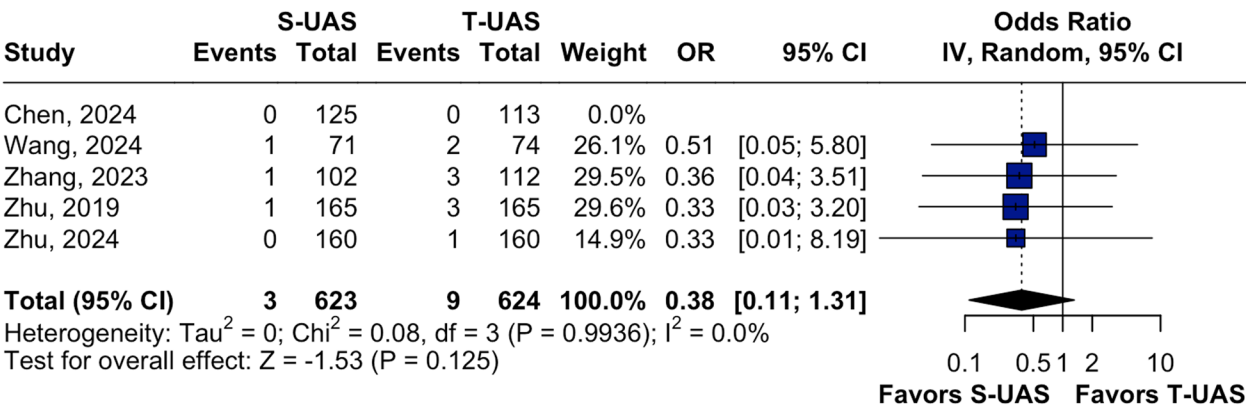 S-UAS T-UAS Odds Ratio
Study Events Total Events Total Weight OR 95% CI IV, Random, 95% CI
Chen, 2024 0 125 0 113 0.0%
Wang, 2024 1 71 2 74 26.1% 0.51 [0.05; 5.80]
Zhang, 2023 1 102 3 112 29.5% 0.36 [0.04; 3.51]
Zhu, 2019 1 165 3 165 29.6% 0.33 [0.03; 3.20]
Zhu, 2024 0 160 1 160 14.9% 0.33 [0.01; 8.19]
Total (95% CI) 3 623 9 624 100.0% 0.38 [0.11; 1.31]
Heterogeneity: Tau² = 0; Chi² = 0.08, df = 3 (P = 0.9936); I² = 0.0%
Test for overall effect: Z = -1.53 (P = 0.125)
0.1 0.5 1 2 10
Favors S-UAS Favors T-UAS